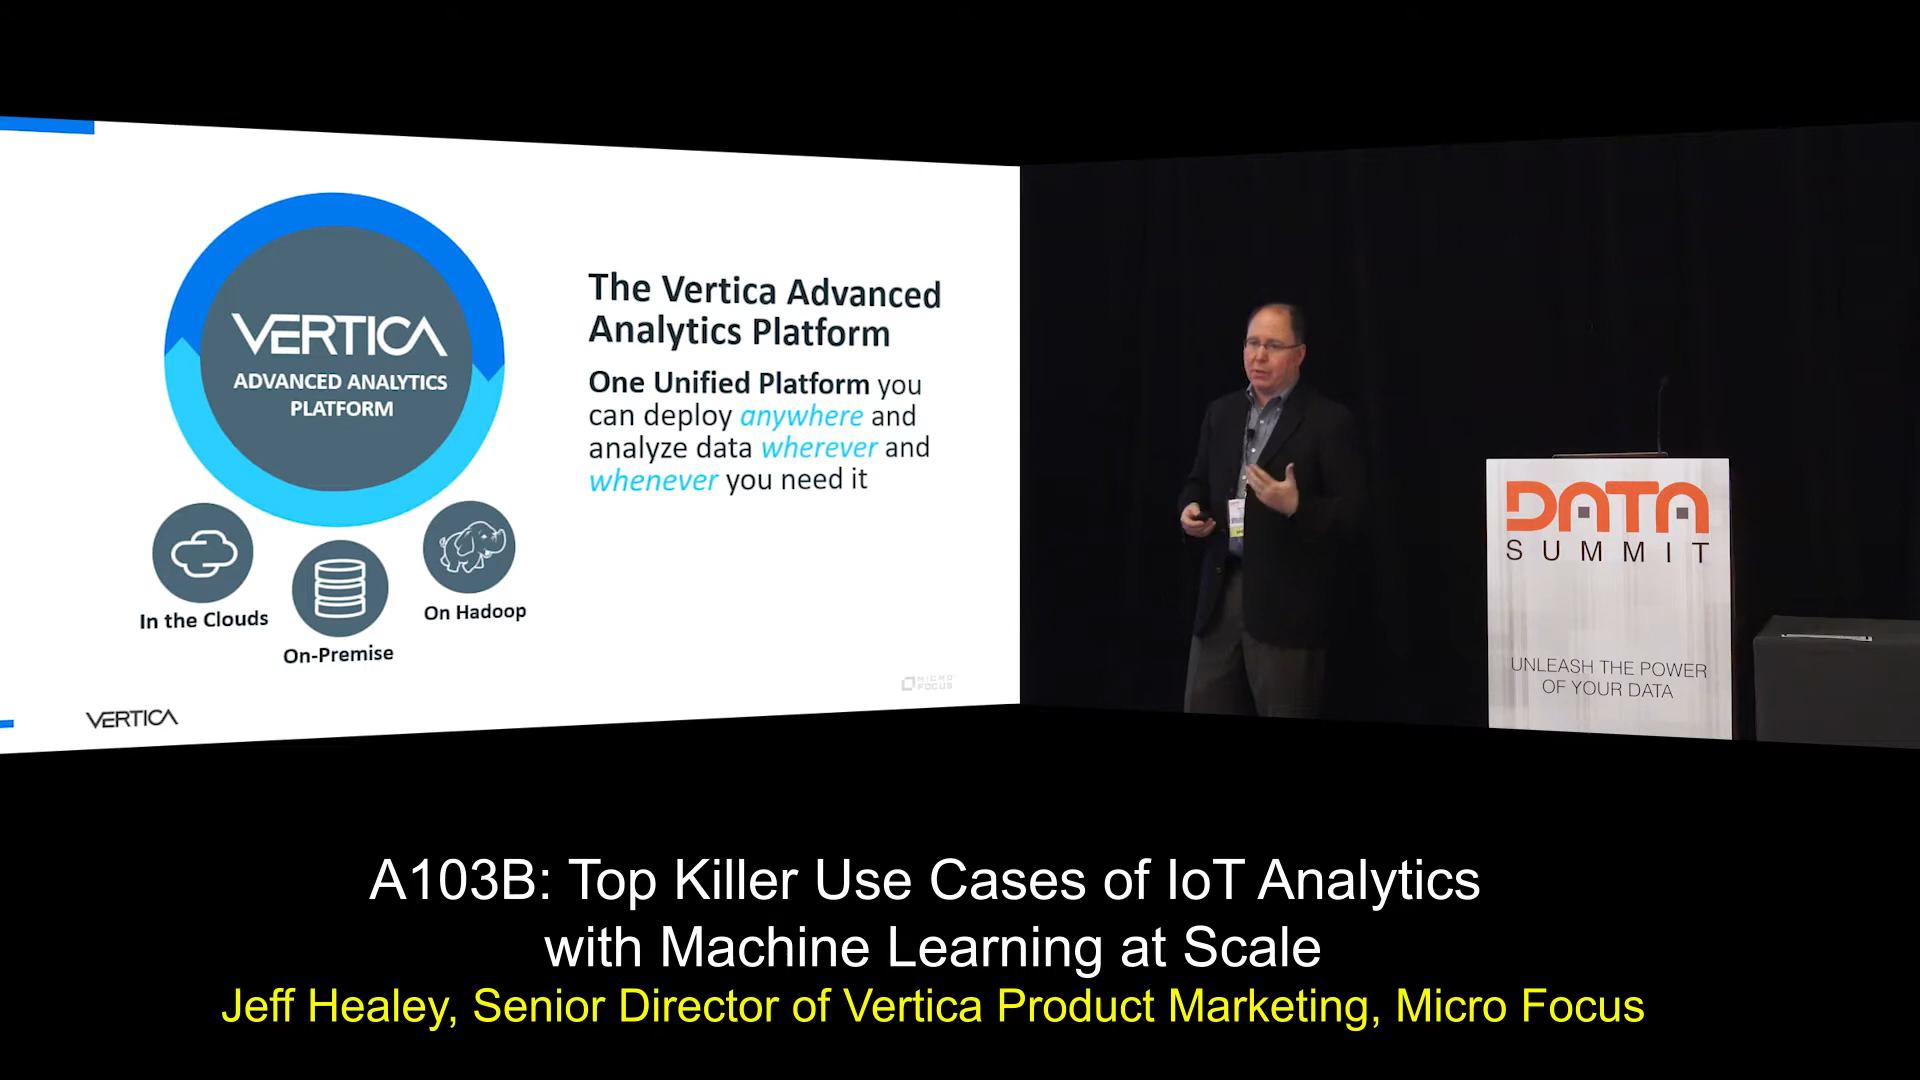 VERTICA
ADVANCED ANALYTICS
PLATFORM
In the Clouds
On-Premise
On Hadoop
The Vertica Advanced
Analytics Platform
One Unified Platform you
can deploy anywhere and
analyze data wherever and
whenever you need it
MICRO
FOCUS
VERTICA
DATA
SUMMIT
UNLEASH THE POWER
OF YOUR DATA
A103B: Top Killer Use Cases of IoT Analytics
with Machine Learning at Scale
Jeff Healey, Senior Director of Vertica Product Marketing, Micro Focus